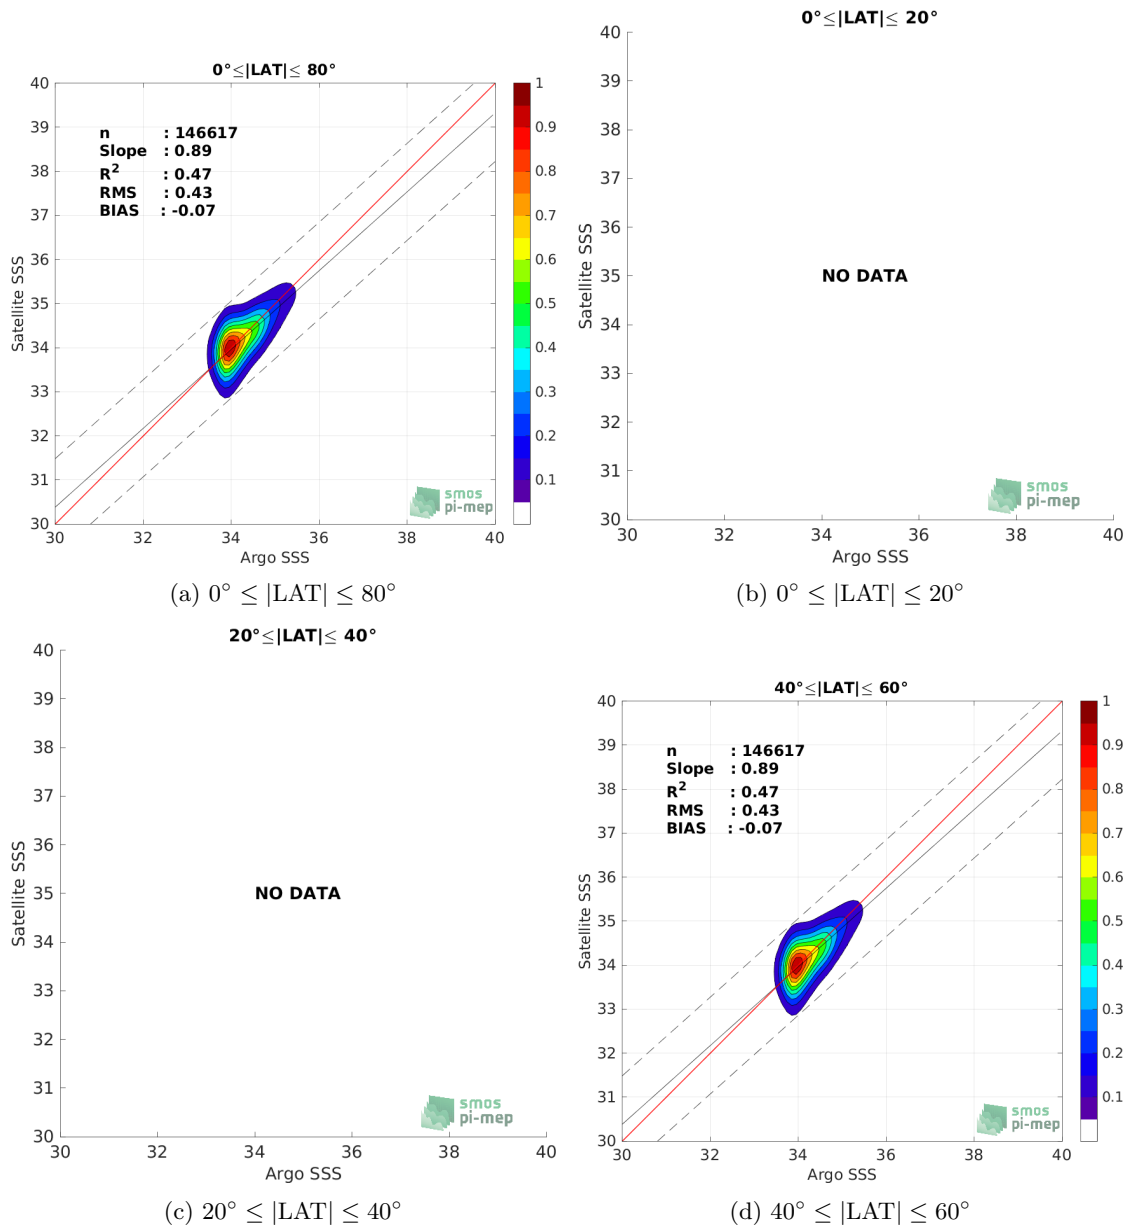 0°≤|LAT|≤ 80°
40
39
38
37
36
35
34
33
32
31
30
Satellite SSS
n : 146617
Slope : 0.89
R² : 0.47
RMS : 0.43
BIAS : -0.07
smos
pi-mep
30 32 34 36 38 40
Argo SSS
1
0.9
0.8
0.7
0.6
0.5
0.4
0.3
0.2
0.1
(a) 0° ≤ |LAT| ≤ 80°
0°≤|LAT|≤ 20°
40
39
38
37
36
35
34
33
32
31
30
Satellite SSS
NO DATA
smos
pi-mep
30 32 34 36 38 40
Argo SSS
(b) 0° ≤ |LAT| ≤ 20°
20°≤|LAT|≤ 40°
40
39
38
37
36
35
34
33
32
31
30
Satellite SSS
NO DATA
smos
pi-mep
30 32 34 36 38 40
Argo SSS
(c) 20° ≤ |LAT| ≤ 40°
40°≤|LAT|≤ 60°
40
39
38
37
36
35
34
33
32
31
30
Satellite SSS
n : 146617
Slope : 0.89
R² : 0.47
RMS : 0.43
BIAS : -0.07
smos
pi-mep
30 32 34 36 38 40
Argo SSS
1
0.9
0.8
0.7
0.6
0.5
0.4
0.3
0.2
0.1
(d) 40° ≤ |LAT| ≤ 60°